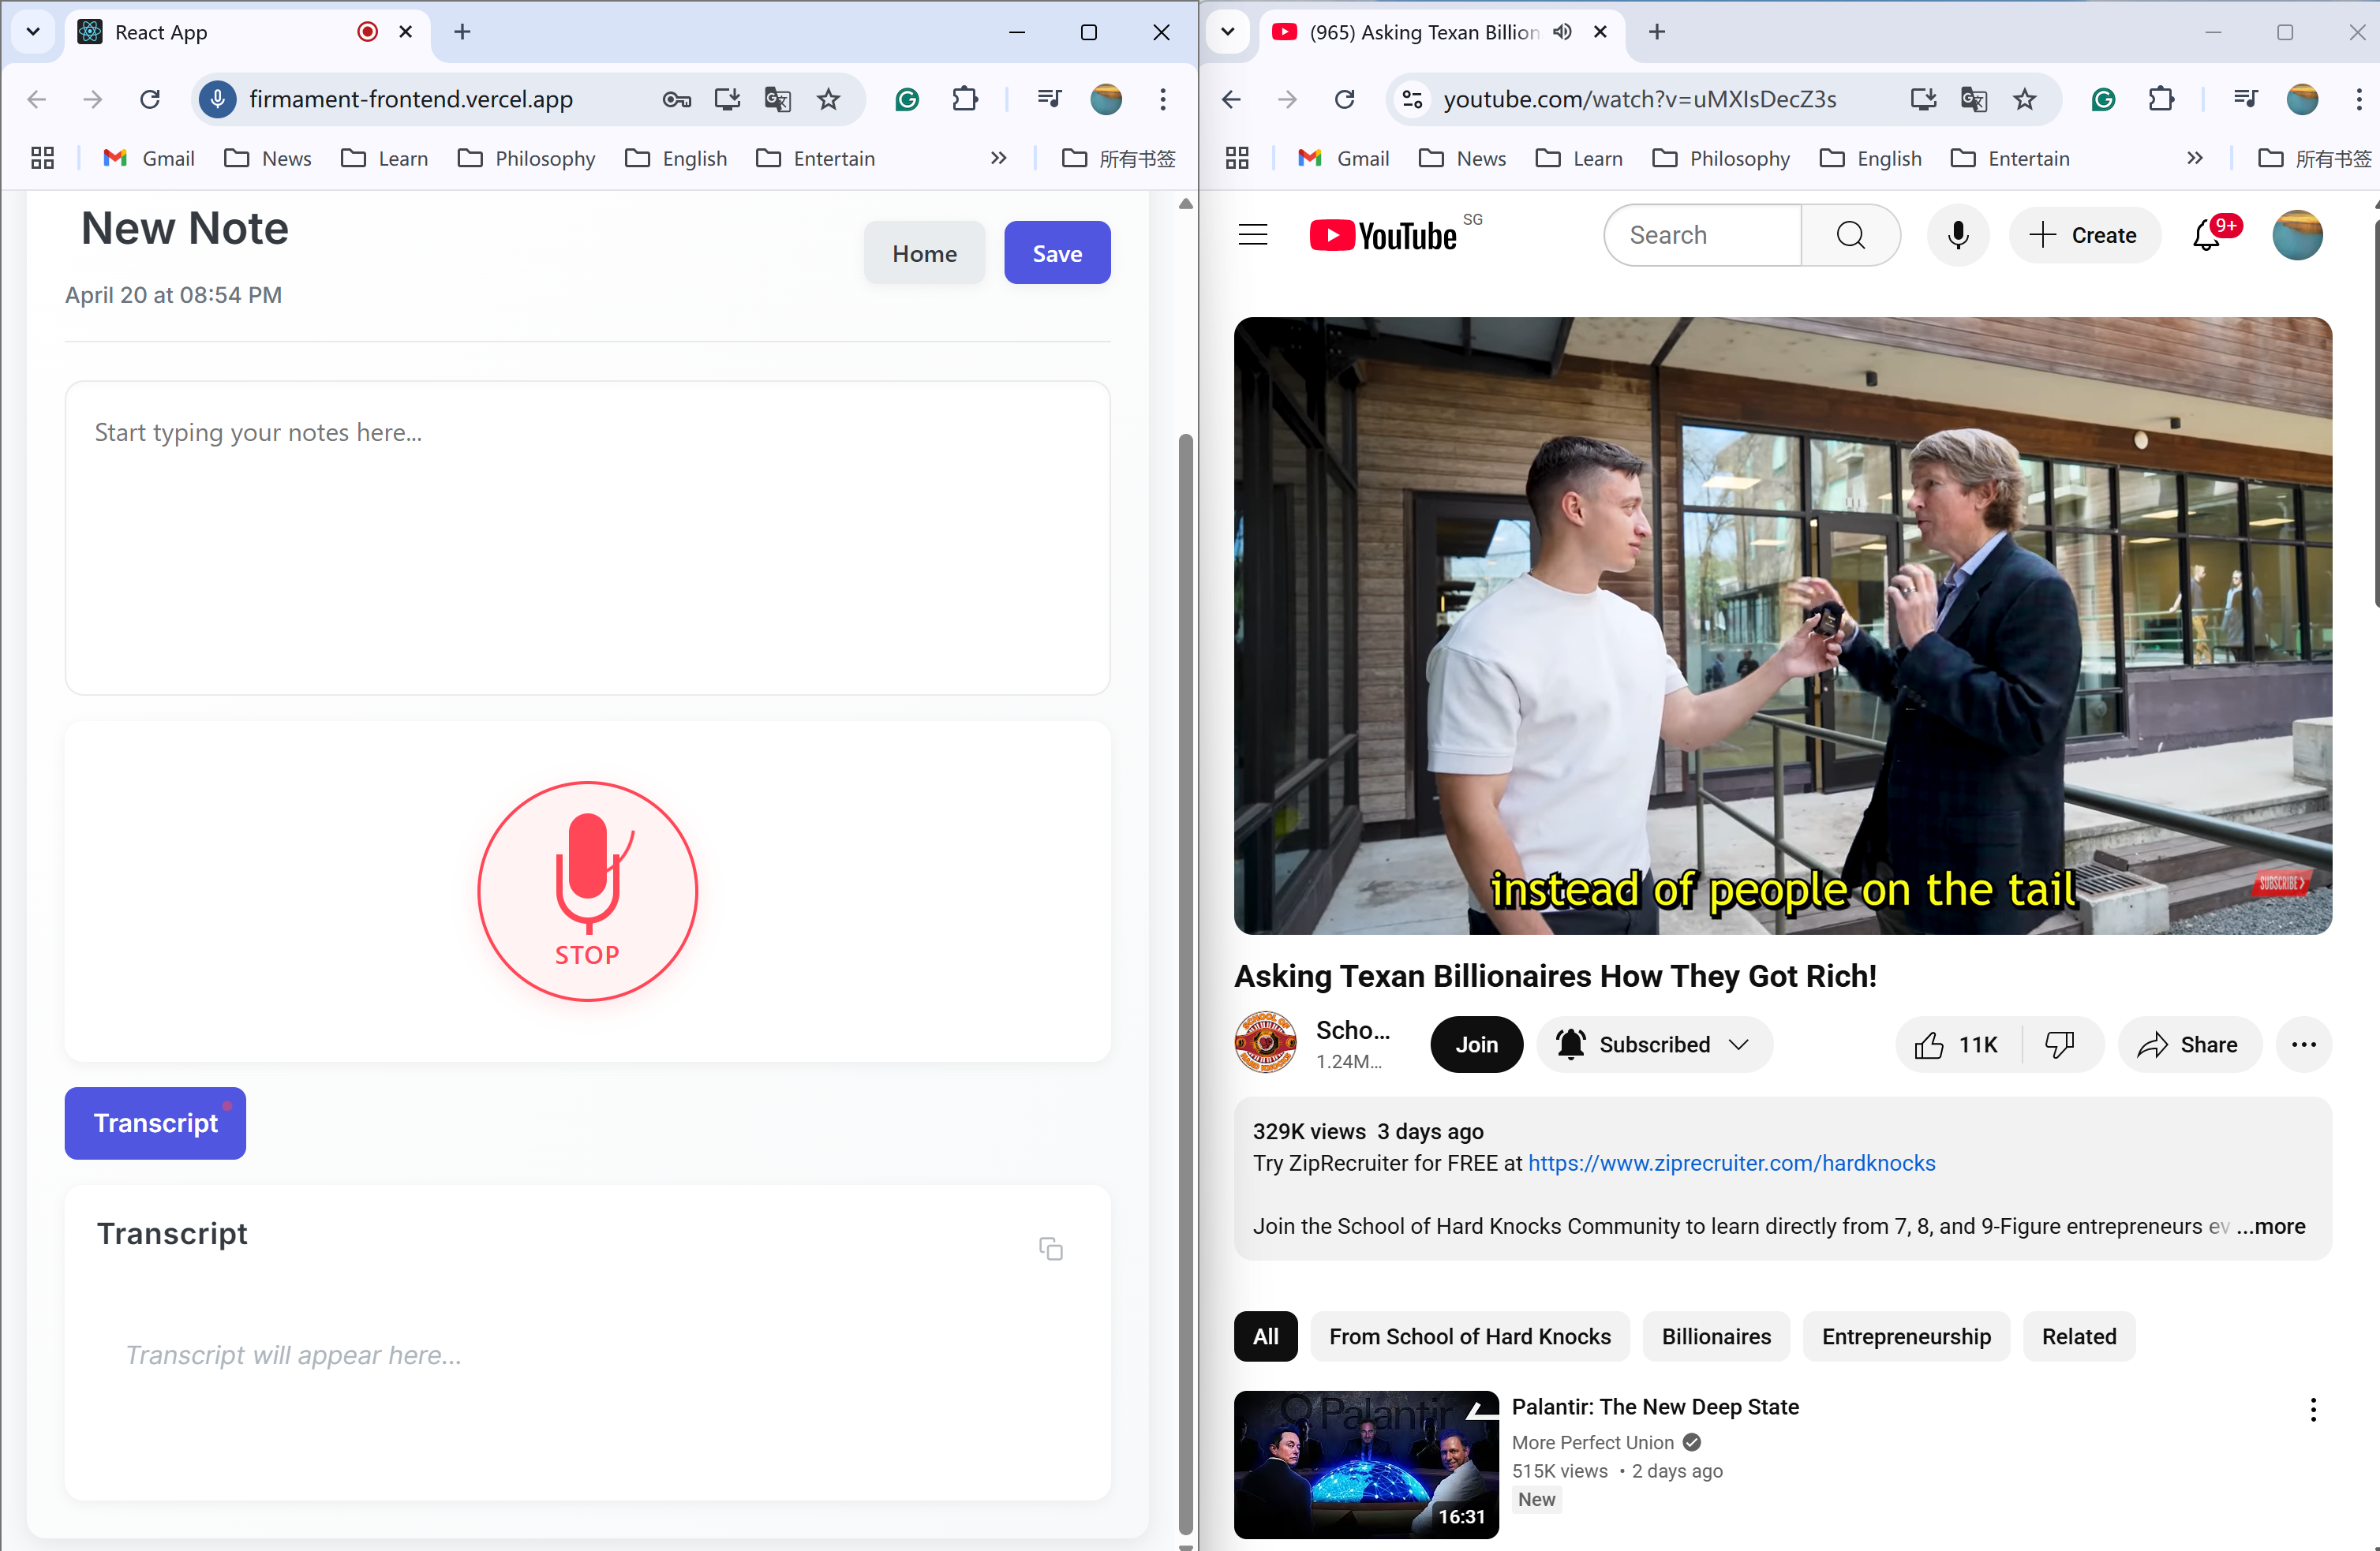 React App
firmament-frontend.vercel.app
Gmail
News
Learn
Philosophy
English
Entertain
所有书签
New Note
Home
Save
April 20 at 08:54 PM
Start typing your notes here...
STOP
Transcript
Transcript
Transcript will appear here...
(965) Asking Texan Billion
youtube.com/watch?v=uMXIsDecZ3s
Gmail
News
Learn
Philosophy
English
Entertain
所有书签
YouTube
SG
Search
Create
9+
instead of people on the tail
SUBSCRIBE
Asking Texan Billionaires How They Got Rich!
SCHOOL OF
HARD KNOCKS
Scho...
1.24M...
Join
Subscribed
11K
Share
329K views 3 days ago
Try ZipRecruiter for FREE at https://www.ziprecruiter.com/hardknocks
Join the School of Hard Knocks Community to learn directly from 7, 8, and 9-Figure entrepreneurs ev ...more
All
From School of Hard Knocks
Billionaires
Entrepreneurship
Related
Palantir
16:31
Palantir: The New Deep State
More Perfect Union
515K views • 2 days ago
New